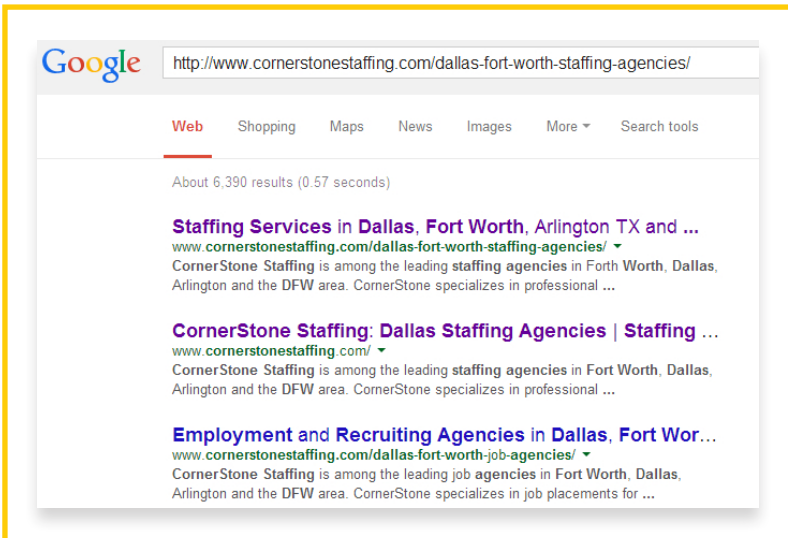 Google
http://www.cornerstonestaffing.com/dallas-fort-worth-staffing-agencies/
Web Shopping Maps News Images More Search tools
About 6,390 results (0.57 seconds)
Staffing Services in Dallas, Fort Worth, Arlington TX and ...
www.cornerstonestaffing.com/dallas-fort-worth-staffing-agencies/
CornerStone Staffing is among the leading staffing agencies in Forth Worth, Dallas,
Arlington and the DFW area. CornerStone specializes in professional ...
CornerStone Staffing: Dallas Staffing Agencies | Staffing ...
www.cornerstonestaffing.com/
CornerStone Staffing is among the leading staffing agencies in Fort Worth, Dallas,
Arlington and the DFW area. CornerStone specializes in professional ...
Employment and Recruiting Agencies in Dallas, Fort Wor...
www.cornerstonestaffing.com/dallas-fort-worth-job-agencies/
CornerStone Staffing is among the leading job agencies in Fort Worth, Dallas,
Arlington and the DFW area. CornerStone specializes in job placements for ...